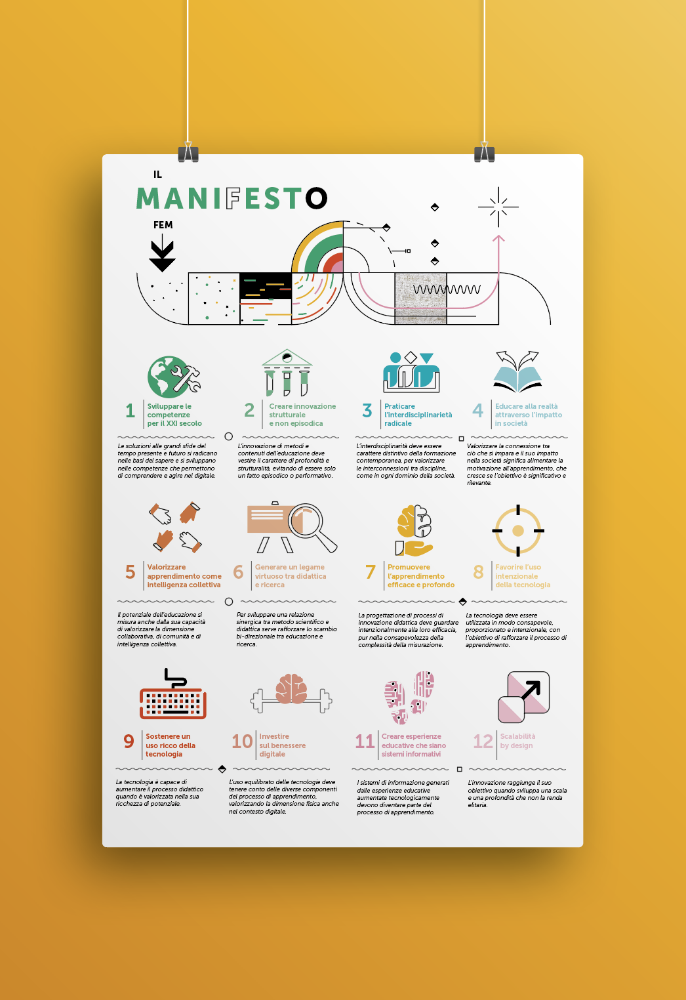 IL
MANIFESTO
FEM
1
Sviluppare le
competenze
per il XXI secolo
Le soluzioni alle grandi sfide del
tempo presente e futuro si radicano
nelle basi del sapere e si sviluppano
nelle competenze che permettono
di comprendere e agire nel digitale.
2
Creare innovazione
strutturale
e non episodica
L'innovazione di metodi e
contenuti dell'educazione deve
vestire il carattere di profondità e
strutturalità, evitando di essere solo
un fatto episodico o performativo.
3
Praticare
l'interdisciplinarietà
radicale
L'interdisciplinarità deve essere
carattere distintivo della formazione
contemporanea, per valorizzare
le interconnessioni tra discipline,
come in ogni dominio della società.
4
Educare alla realtà
attraverso l'impatto
in società
Valorizzare la connessione tra
ciò che si impara e il suo impatto
nella società significa alimentare la
motivazione all'apprendimento, che
cresce se l'obiettivo è significativo e
rilevante.
5
Valorizzare
apprendimento come
intelligenza collettiva
Il potenziale dell'educazione si
misura anche dalla sua capacità
di valorizzare la dimensione
collaborativa, di comunità e di
intelligenza collettiva.
6
Generare un legame
virtuoso tra didattica
e ricerca
Per sviluppare una relazione
sinergica tra metodo scientifico e
didattica serve rafforzare lo scambio
bi-direzionale tra educazione e
ricerca.
7
Promuovere
l'apprendimento
efficace e profondo
La progettazione di processi di
innovazione didattica deve guardare
intenzionalmente alla loro efficacia,
pur nella consapevolezza della
complessità della misurazione.
8
Favorire l'uso
intenzionale
della tecnologia
La tecnologia deve essere
utilizzata in modo consapevole,
proporzionato e intenzionale, con
l'obiettivo di rafforzare il processo di
apprendimento.
9
Sostenere un
uso ricco della
tecnologia
La tecnologia è capace di
aumentare il processo didattico
quando è valorizzata nella sua
ricchezza di potenziale.
10
Investire
sul benessere
digitale
L'uso equilibrato delle tecnologie deve
tenere conto delle diverse componenti
del processo di apprendimento,
valorizzando la dimensione fisica anche
nel contesto digitale.
11
Creare esperienze
educative che siano
sistemi informativi
I sistemi di informazione generati
dalle esperienze educative
aumentate tecnologicamente
devono diventare parte del
processo di apprendimento.
12
Scalabilità
by design
L'innovazione raggiunge il suo
obiettivo quando sviluppa una scala
e una profondità che non la renda
elitaria.